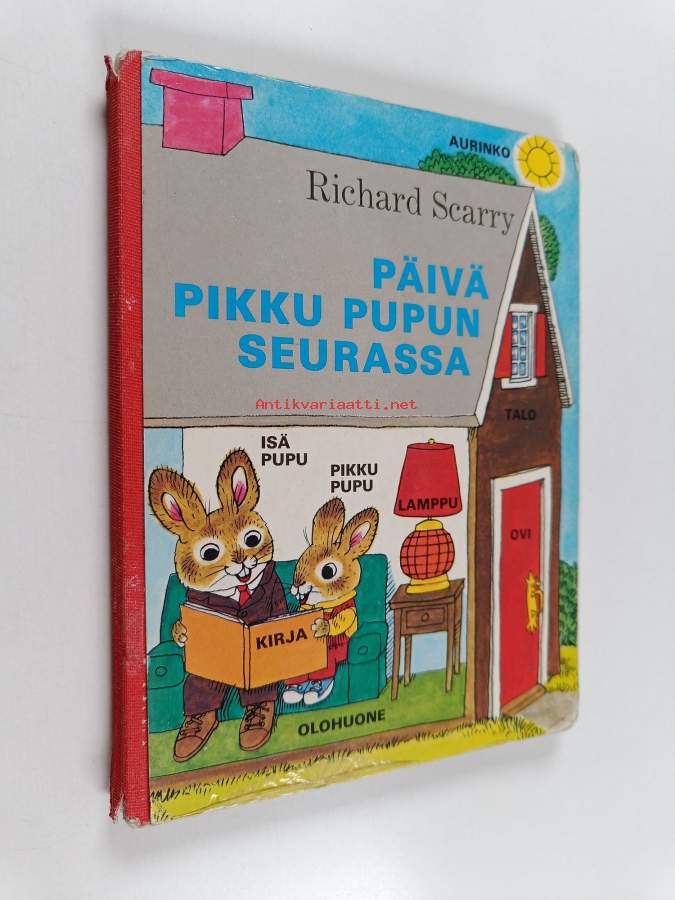 AURINKO
Richard Scarry
PÄIVÄ
PIKKU PUPUN
SEURASSA
Antikvariaatti.net
TALO
ISÄ
PUPU
PIKKU
PUPU
LAMPPU
OVI
KIRJA
OLOHUONE